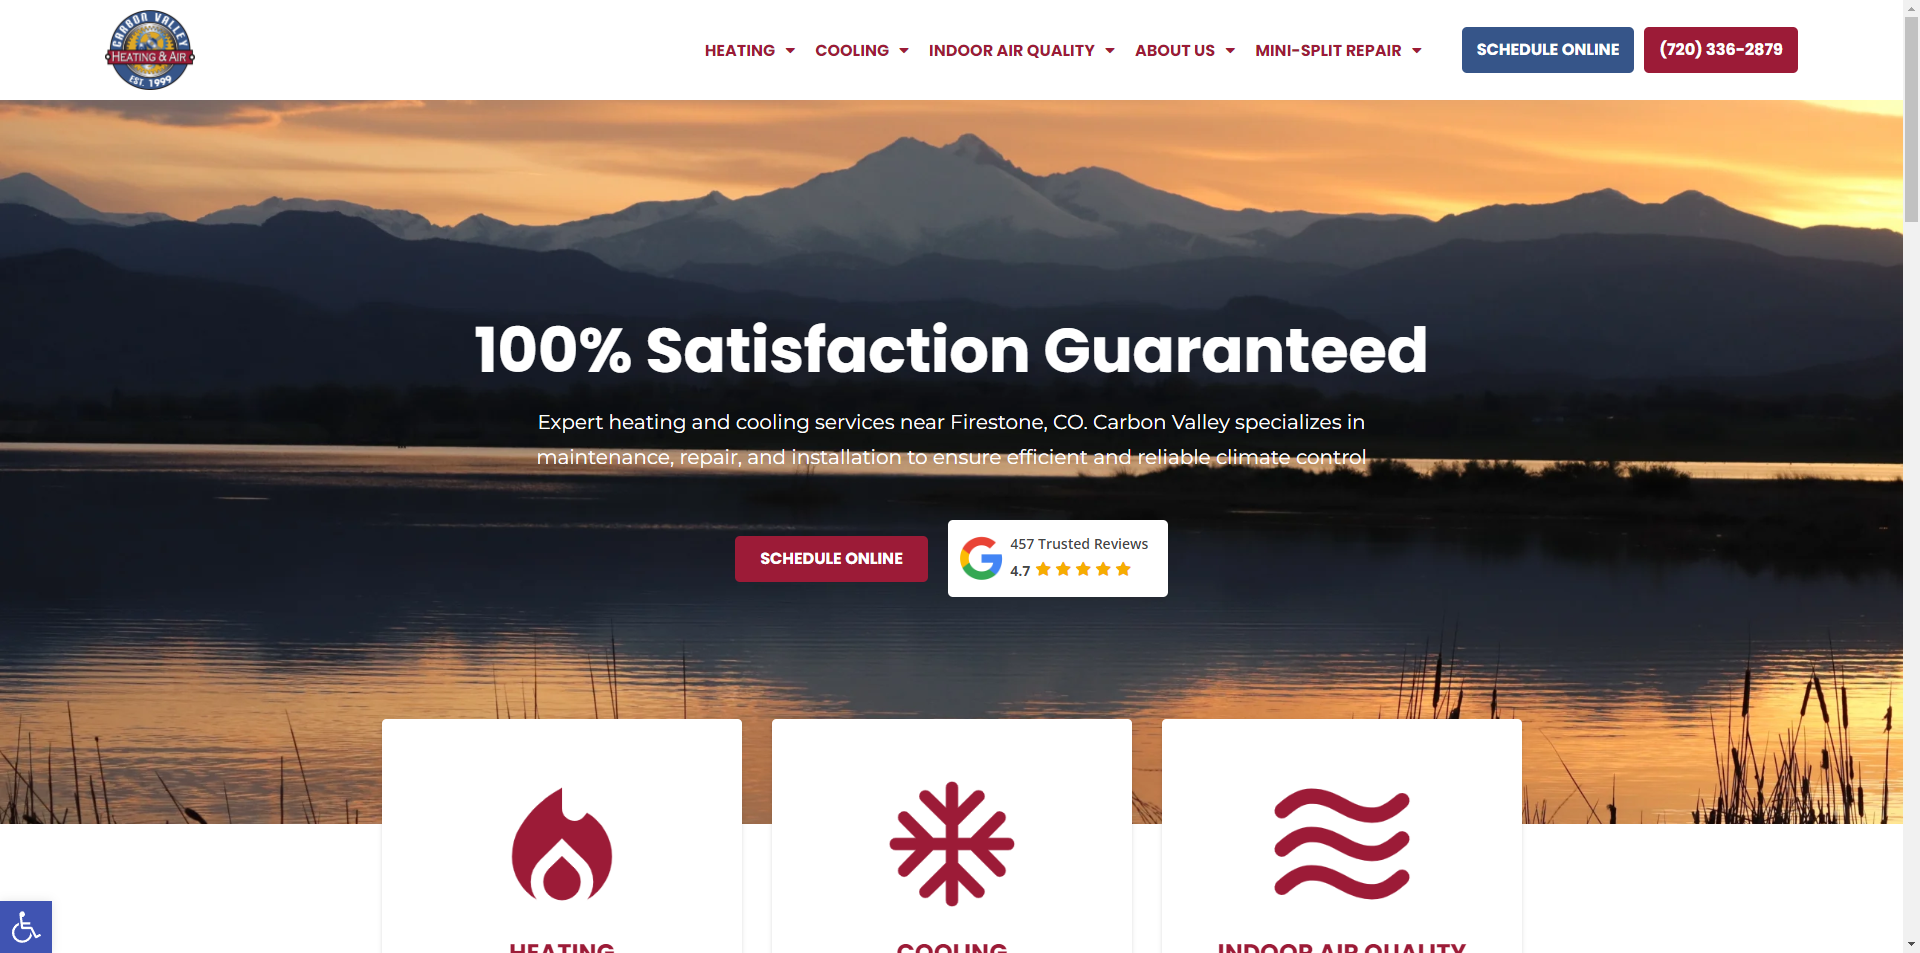 CARBON VALLEY
HEATING & AIR
EST. 1999
HEATING
COOLING
INDOOR AIR QUALITY
ABOUT US
MINI-SPLIT REPAIR
SCHEDULE ONLINE
(720) 336-2879
100% Satisfaction Guaranteed
Expert heating and cooling services near Firestone, CO. Carbon Valley specializes in
maintenance, repair, and installation to ensure efficient and reliable climate control
SCHEDULE ONLINE
457 Trusted Reviews
4.7
HEATING
COOLING
INDOOR AIR QUALITY